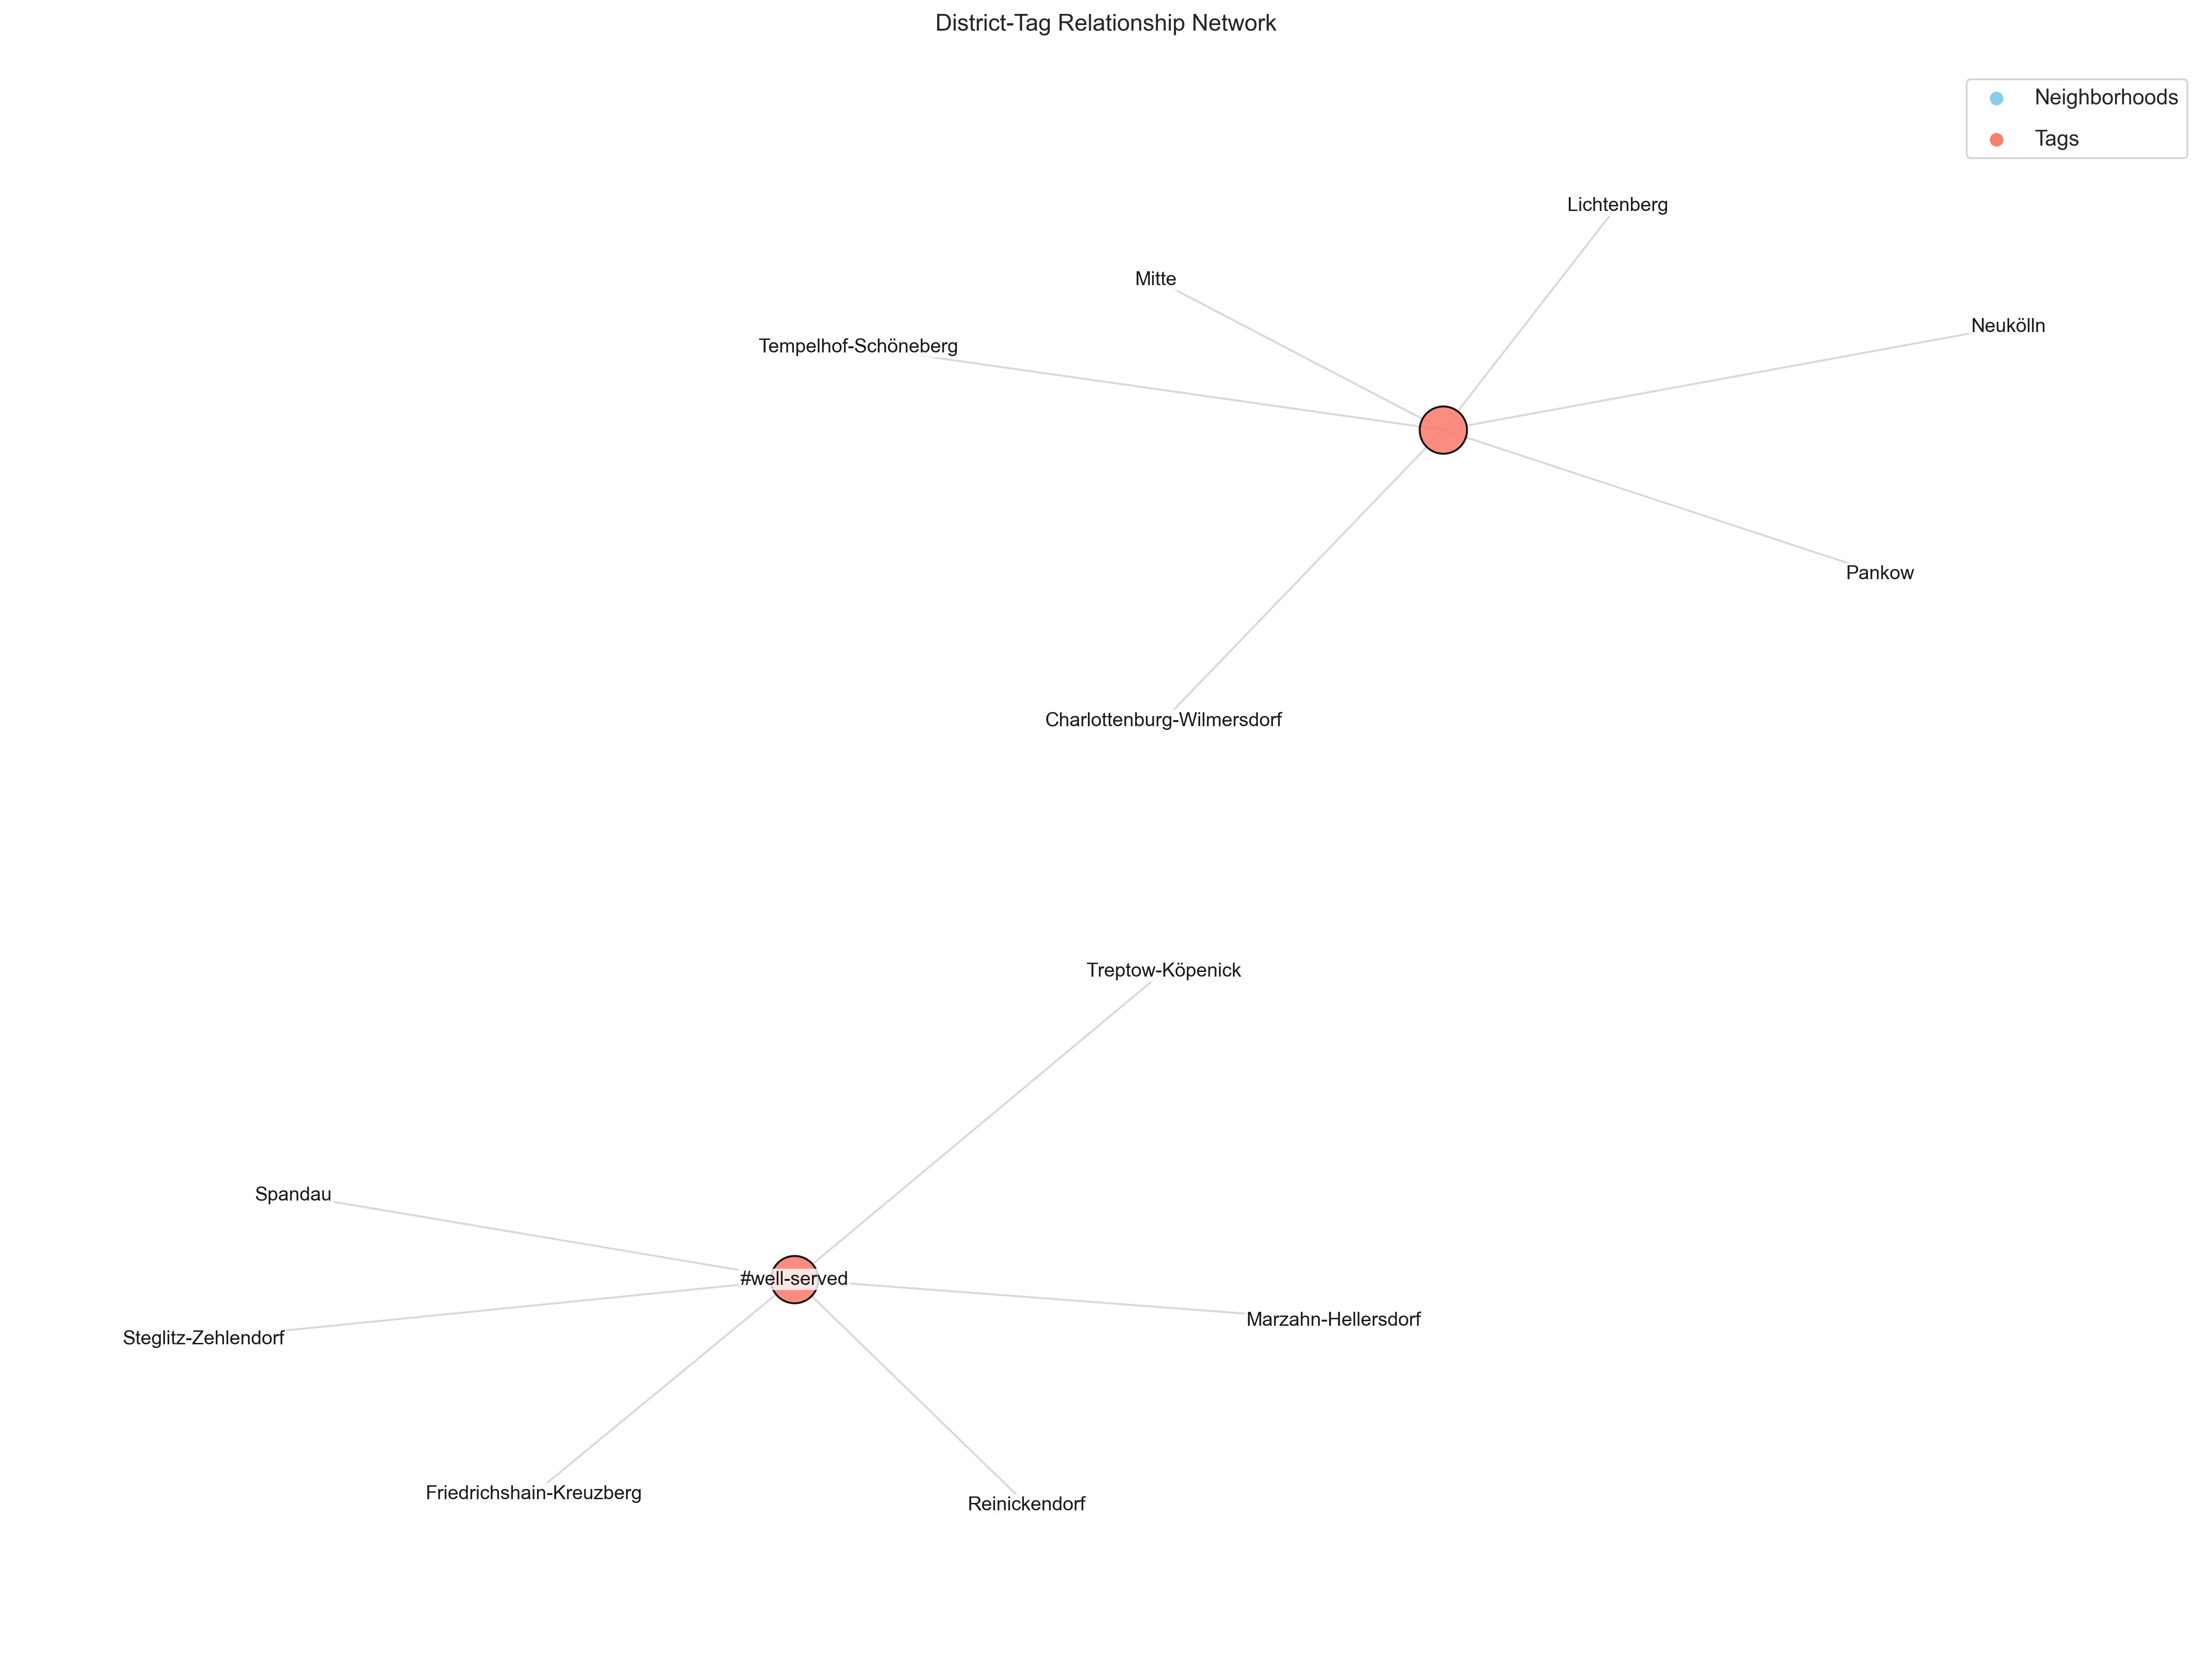 District-Tag Relationship Network
Neighborhoods
Tags
Lichtenberg
Mitte
Neukölln
Tempelhof-Schöneberg
Pankow
Charlottenburg-Wilmersdorf
Treptow-Köpenick
Spandau
#well-served
Marzahn-Hellersdorf
Steglitz-Zehlendorf
Friedrichshain-Kreuzberg
Reinickendorf